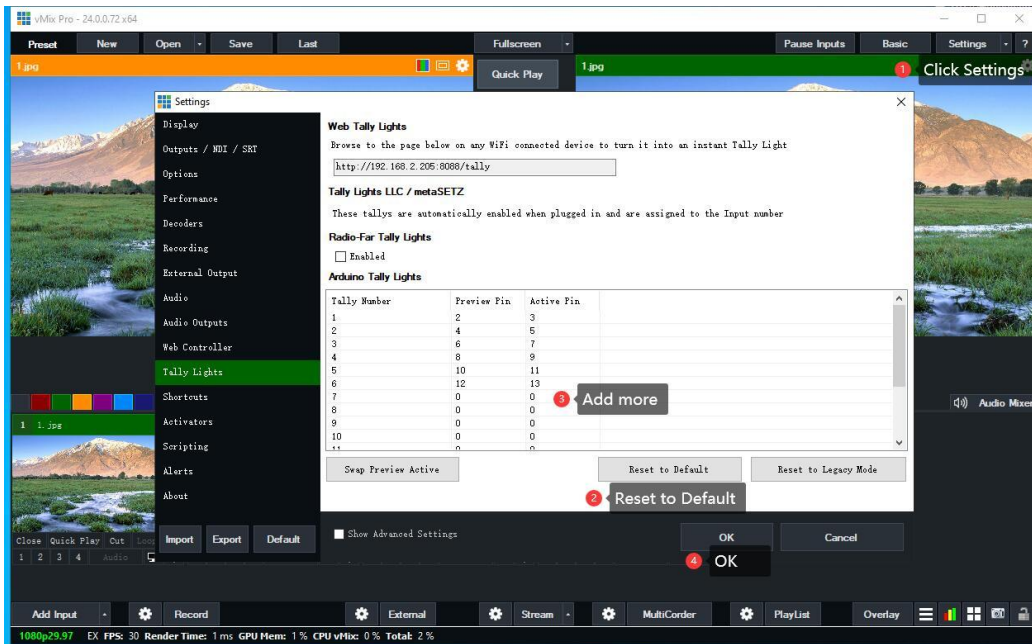 vMix Pro - 24.0.0.72 x64
Preset New Open Save Last Fullscreen Pause Inputs Basic Settings ?
1.jpg
Quick Play
1.jpg
1 Click Settings
Settings
Display
Outputs / NDI / SRT
Options
Performance
Decoders
Recording
External Output
Audio
Audio Outputs
Web Controller
Tally Lights
Shortcuts
Activators
Scripting
Alerts
About
Import Export Default
Web Tally Lights
Browse to the page below on any WiFi connected device to turn it into an instant Tally Light
http://192.168.2.205:8088/tally
Tally Lights LLC / metaSETZ
These tallys are automatically enabled when plugged in and are assigned to the Input number
Radio-Far Tally Lights
Enabled
Arduino Tally Lights
Tally Number Preview Pin Active Pin
1 2 3
2 4 5
3 6 7
4 8 9
5 10 11
6 12 13
7 0 0
8 0 0
9 0 0
10 0 0
11 0 0
3 Add more
Swap Preview Active Reset to Default Reset to Legacy Mode
2 Reset to Default
Show Advanced Settings
OK Cancel
4 OK
Audio Mixer
1 1.jpg
Close Quick Play Cut Loop
1 2 3 4 Audio
Add Input Record External Stream MultiCorder PlayList Overlay
1080p29.97 EX FPS: 30 Render Time: 1 ms GPU Mem: 1 % CPU vMix: 0 % Total: 2 %